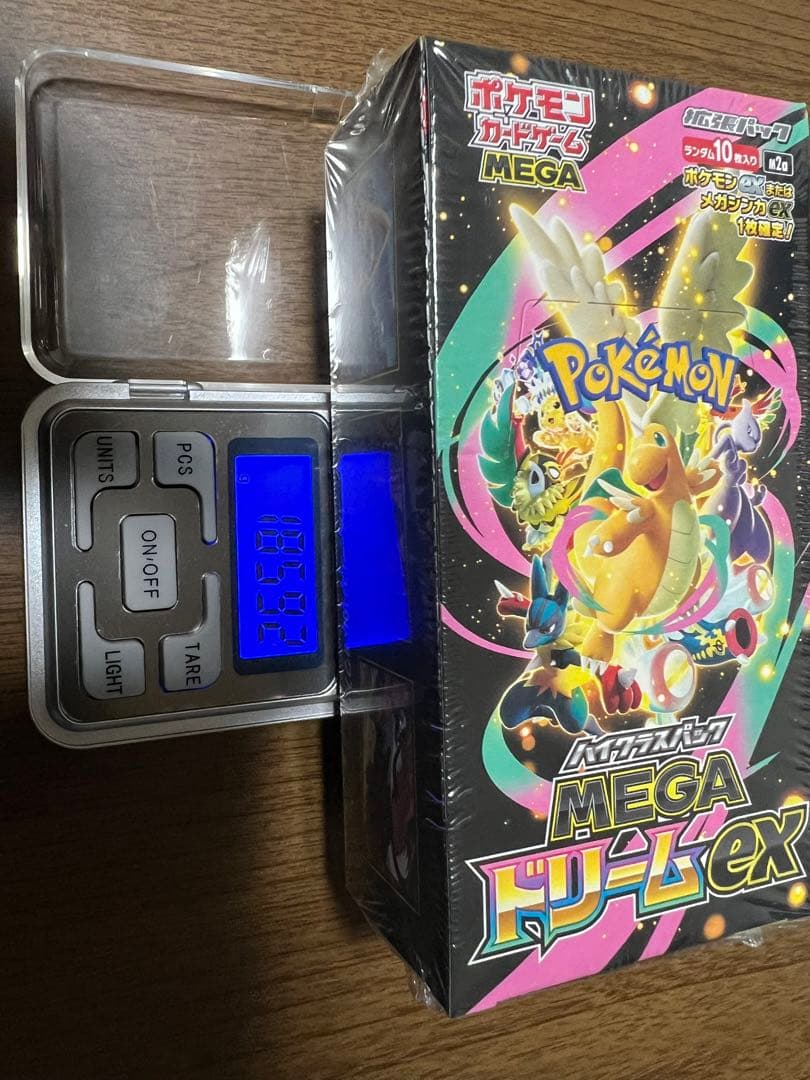 ポケモン
カードゲーム
MEGA
拡張パック
ランダム10枚入り
M2a
ポケモンexまたは
メガシンカex
1枚確定!
POKÉMON
ハイクラスパック
MEGA
ドリームex
UNITS
PCS
ON/OFF
LIGHT
TARE
18592